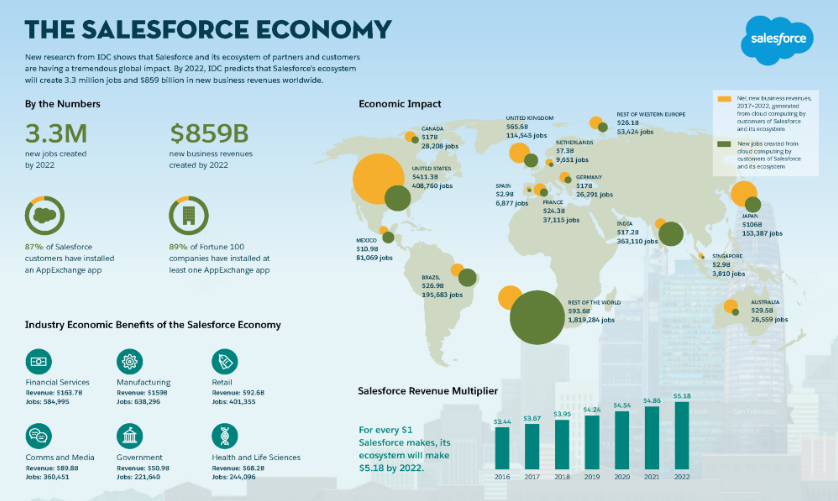 THE SALESFORCE ECONOMY
salesforce
New research from IDC shows that Salesforce and its ecosystem of partners and customers
are having a tremendous global impact. By 2022, IDC predicts that Salesforce's ecosystem
will create 3.3 million jobs and $859 billion in new business revenues worldwide.
By the Numbers
3.3M
new jobs created
by 2022
$859B
new business revenues
created by 2022
87% of Salesforce
customers have installed
an AppExchange app
89% of Fortune 100
companies have installed at
least one AppExchange app
Economic Impact
Net new business revenues,
2017–2022, generated
from cloud computing by
customers of Salesforce
and its ecosystem
New jobs created from
cloud computing by
customers of Salesforce
and its ecosystem
CANADA
$17B
28,208 jobs
UNITED STATES
$411.3B
408,760 jobs
MEXICO
$10.9B
81,069 jobs
BRAZIL
$26.9B
195,683 jobs
UNITED KINGDOM
$65.6B
114,545 jobs
REST OF WESTERN EUROPE
$26.1B
53,424 jobs
NETHERLANDS
$7.3B
9,651 jobs
GERMANY
$17B
26,291 jobs
SPAIN
$2.9B
6,877 jobs
FRANCE
$24.3B
37,115 jobs
INDIA
$17.2B
363,110 jobs
JAPAN
$106B
153,387 jobs
SINGAPORE
$2.9B
3,810 jobs
AUSTRALIA
$29.5B
26,559 jobs
REST OF THE WORLD
$93.6B
1,819,284 jobs
Industry Economic Benefits of the Salesforce Economy
Financial Services
Revenue: $163.7B
Jobs: 584,995
Manufacturing
Revenue: $159B
Jobs: 638,296
Retail
Revenue: $92.6B
Jobs: 401,355
Comms and Media
Revenue: $89.8B
Jobs: 360,451
Government
Revenue: $50.9B
Jobs: 221,640
Health and Life Sciences
Revenue: $68.2B
Jobs: 244,096
Salesforce Revenue Multiplier
For every $1
Salesforce makes, its
ecosystem will make
$5.18 by 2022.
$3.44
$3.67
$3.95
$4.24
$4.54
$4.86
$5.18
2016
2017
2018
2019
2020
2021
2022